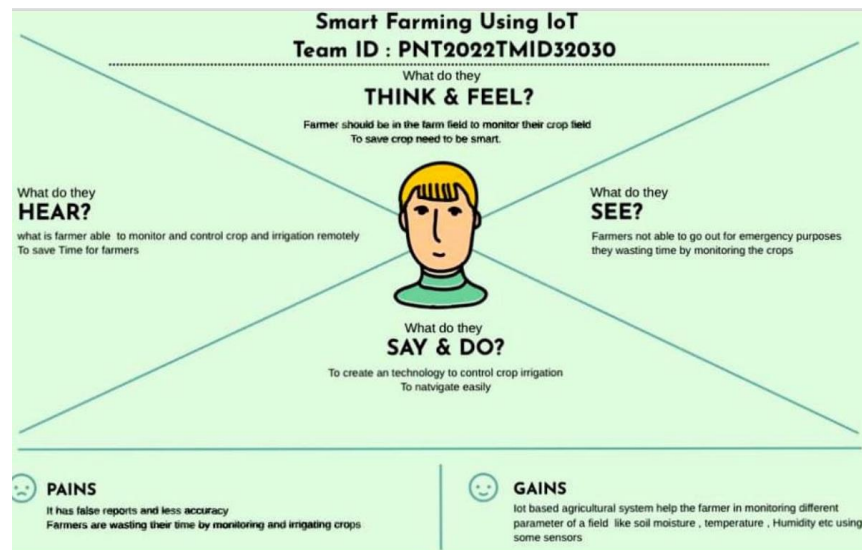 Smart Farming Using IoT
Team ID : PNT2022TMID32030
What do they
THINK & FEEL?
Farmer should be in the farm field to monitor their crop field
To save crop need to be smart.
What do they
HEAR?
what is farmer able to monitor and control crop and irrigation remotely
To save Time for farmers
What do they
SEE?
Farmers not able to go out for emergency purposes
they wasting time by monitoring the crops
What do they
SAY & DO?
To create an technology to control crop irrigation
To natvigate easily
PAINS
It has false reports and less accuracy
Farmers are wasting their time by monitoring and irrigating crops
GAINS
Iot based agricultural system help the farmer in monitoring different
parameter of a field like soil moisture , temperature , Humidity etc using
some sensors